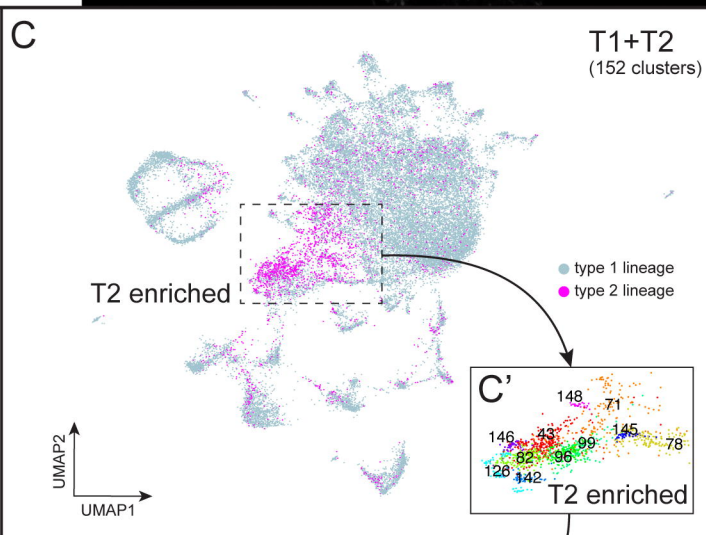 C
T1+T2
(152 clusters)
type 1 lineage
type 2 lineage
T2 enriched
C'
148
71
43
145
146
99
78
82
96
126
142
T2 enriched
UMAP2
UMAP1